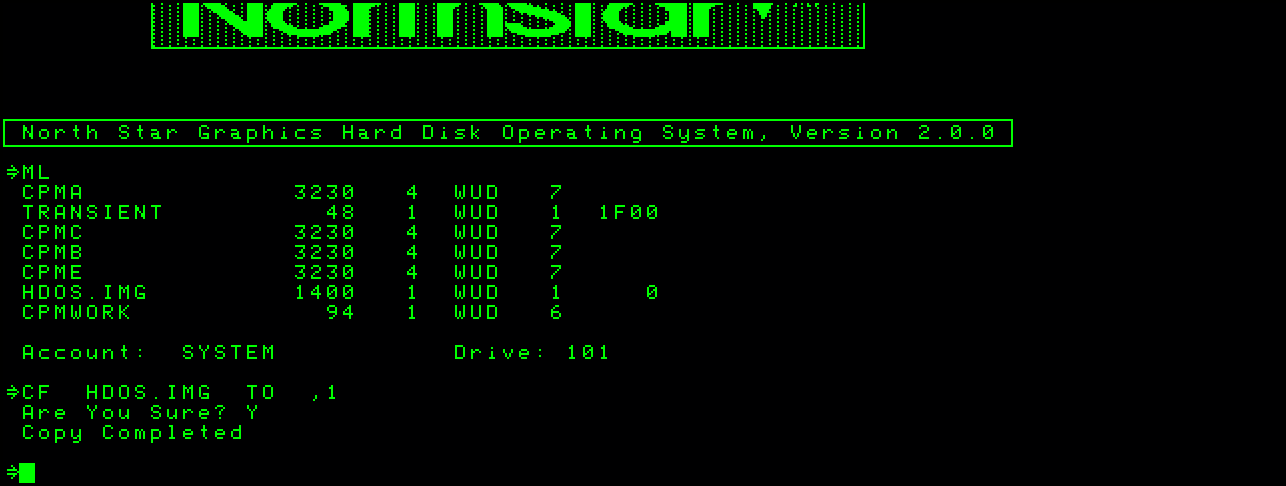 NorthStar
North Star Graphics Hard Disk Operating System, Version 2.0.0
⇒ML
CPMA 3230 4 WUD 7
TRANSIENT 48 1 WUD 1 1F00
CPMC 3230 4 WUD 7
CPMB 3230 4 WUD 7
CPME 3230 4 WUD 7
HDOS.IMG 1400 1 WUD 1 0
CPMWORK 94 1 WUD 6
Account: SYSTEM Drive: 101
⇒CF HDOS.IMG TO ,1
Are You Sure? Y
Copy Completed
⇒